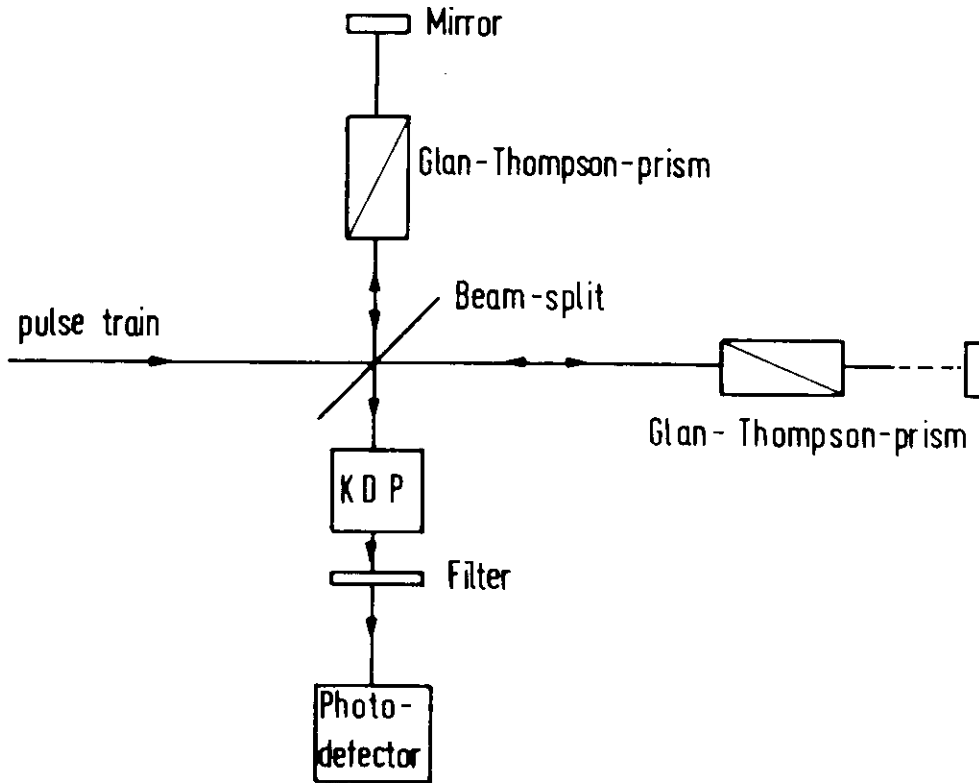 Mirror
Glan-Thompson-prism
Beam-split
pulse train
Glan-Thompson-prism
KDP
Filter
Photo-
detector